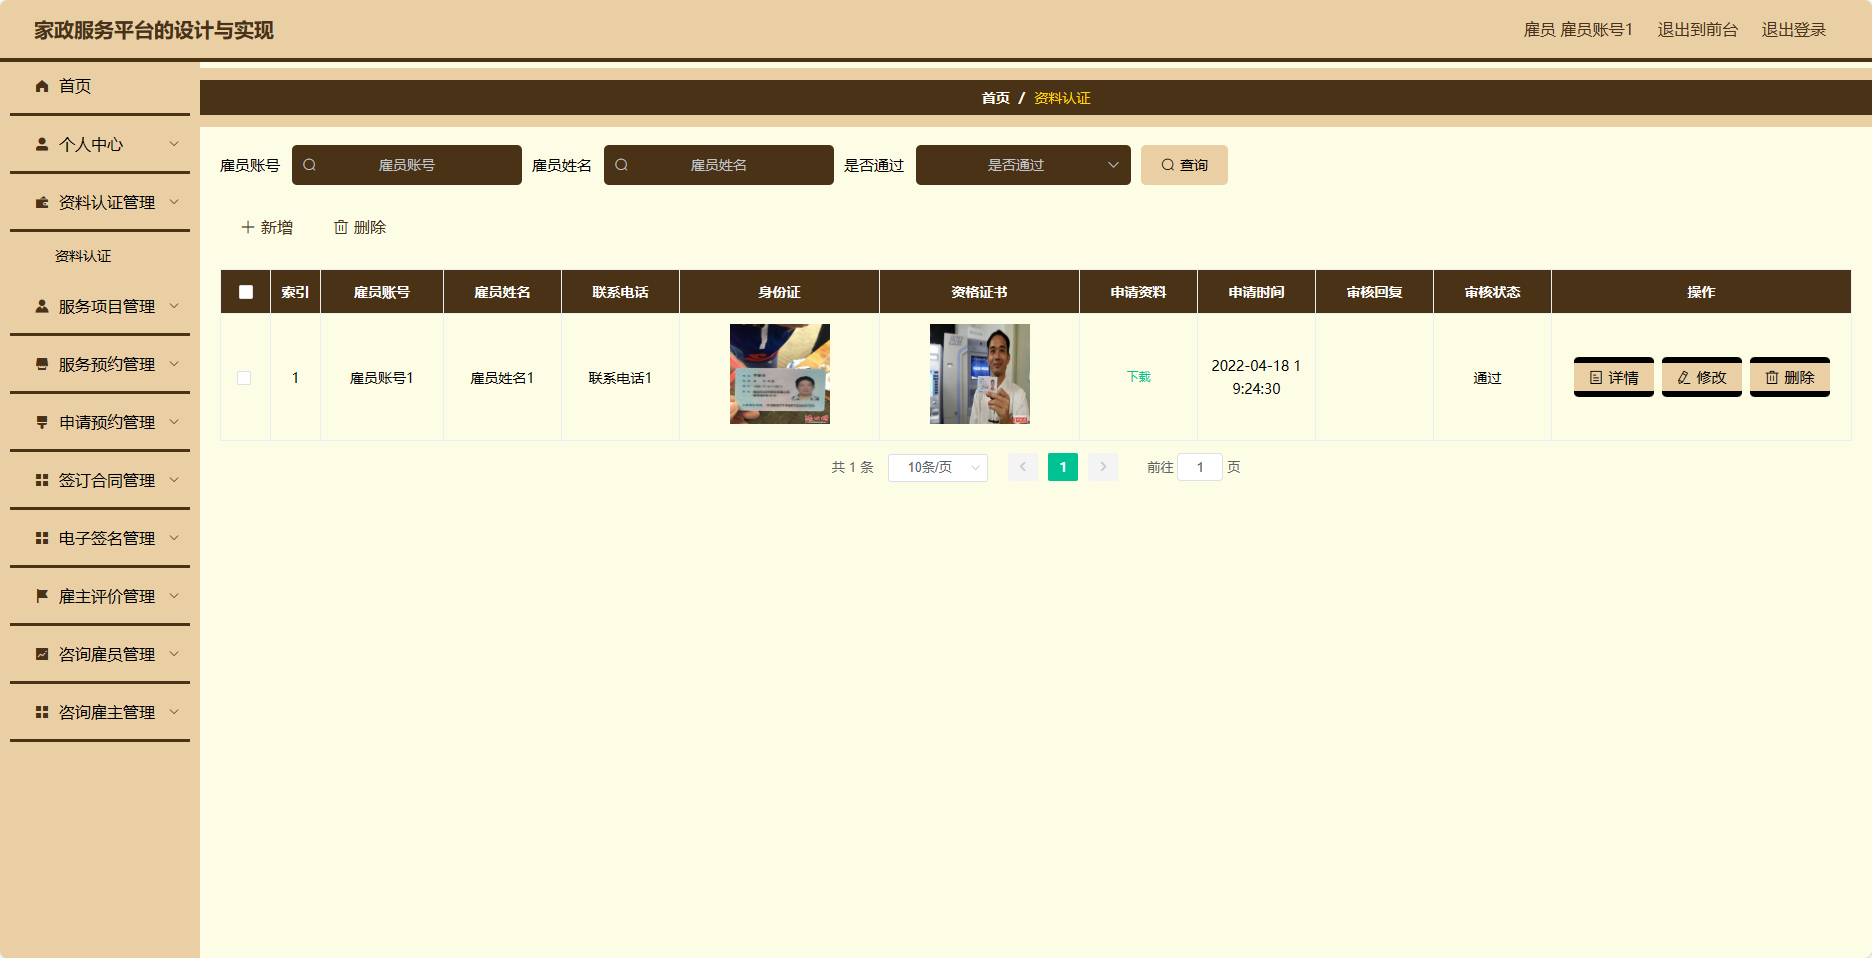 家政服务平台的设计与实现
雇员 雇员账号1 退出到前台 退出登录
首页
个人中心
资料认证管理
资料认证
服务项目管理
服务预约管理
申请预约管理
签订合同管理
电子签名管理
雇主评价管理
咨询雇员管理
咨询雇主管理
首页 / 资料认证
雇员账号 雇员账号 雇员姓名 雇员姓名 是否通过 是否通过 查询
新增 删除
索引 雇员账号 雇员姓名 联系电话 身份证 资格证书 申请资料 申请时间 审核回复 审核状态 操作
1 雇员账号1 雇员姓名1 联系电话1 下载 2022-04-18 1
9:24:30 通过 详情 修改 删除
共 1 条 10条/页 1 前往 1 页